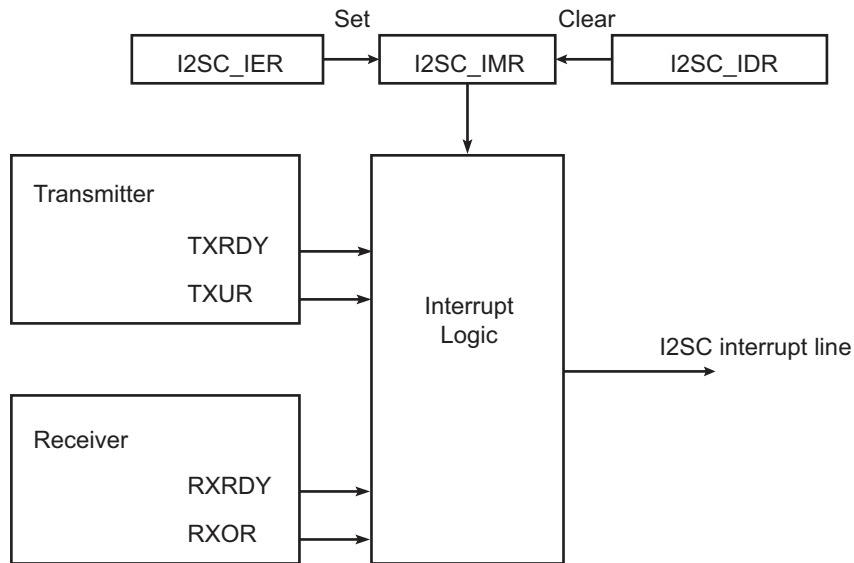 Set
Clear
I2SC_IER
I2SC_IMR
I2SC_IDR
Transmitter
TXRDY
TXUR
Interrupt
Logic
I2SC interrupt line
Receiver
RXRDY
RXOR